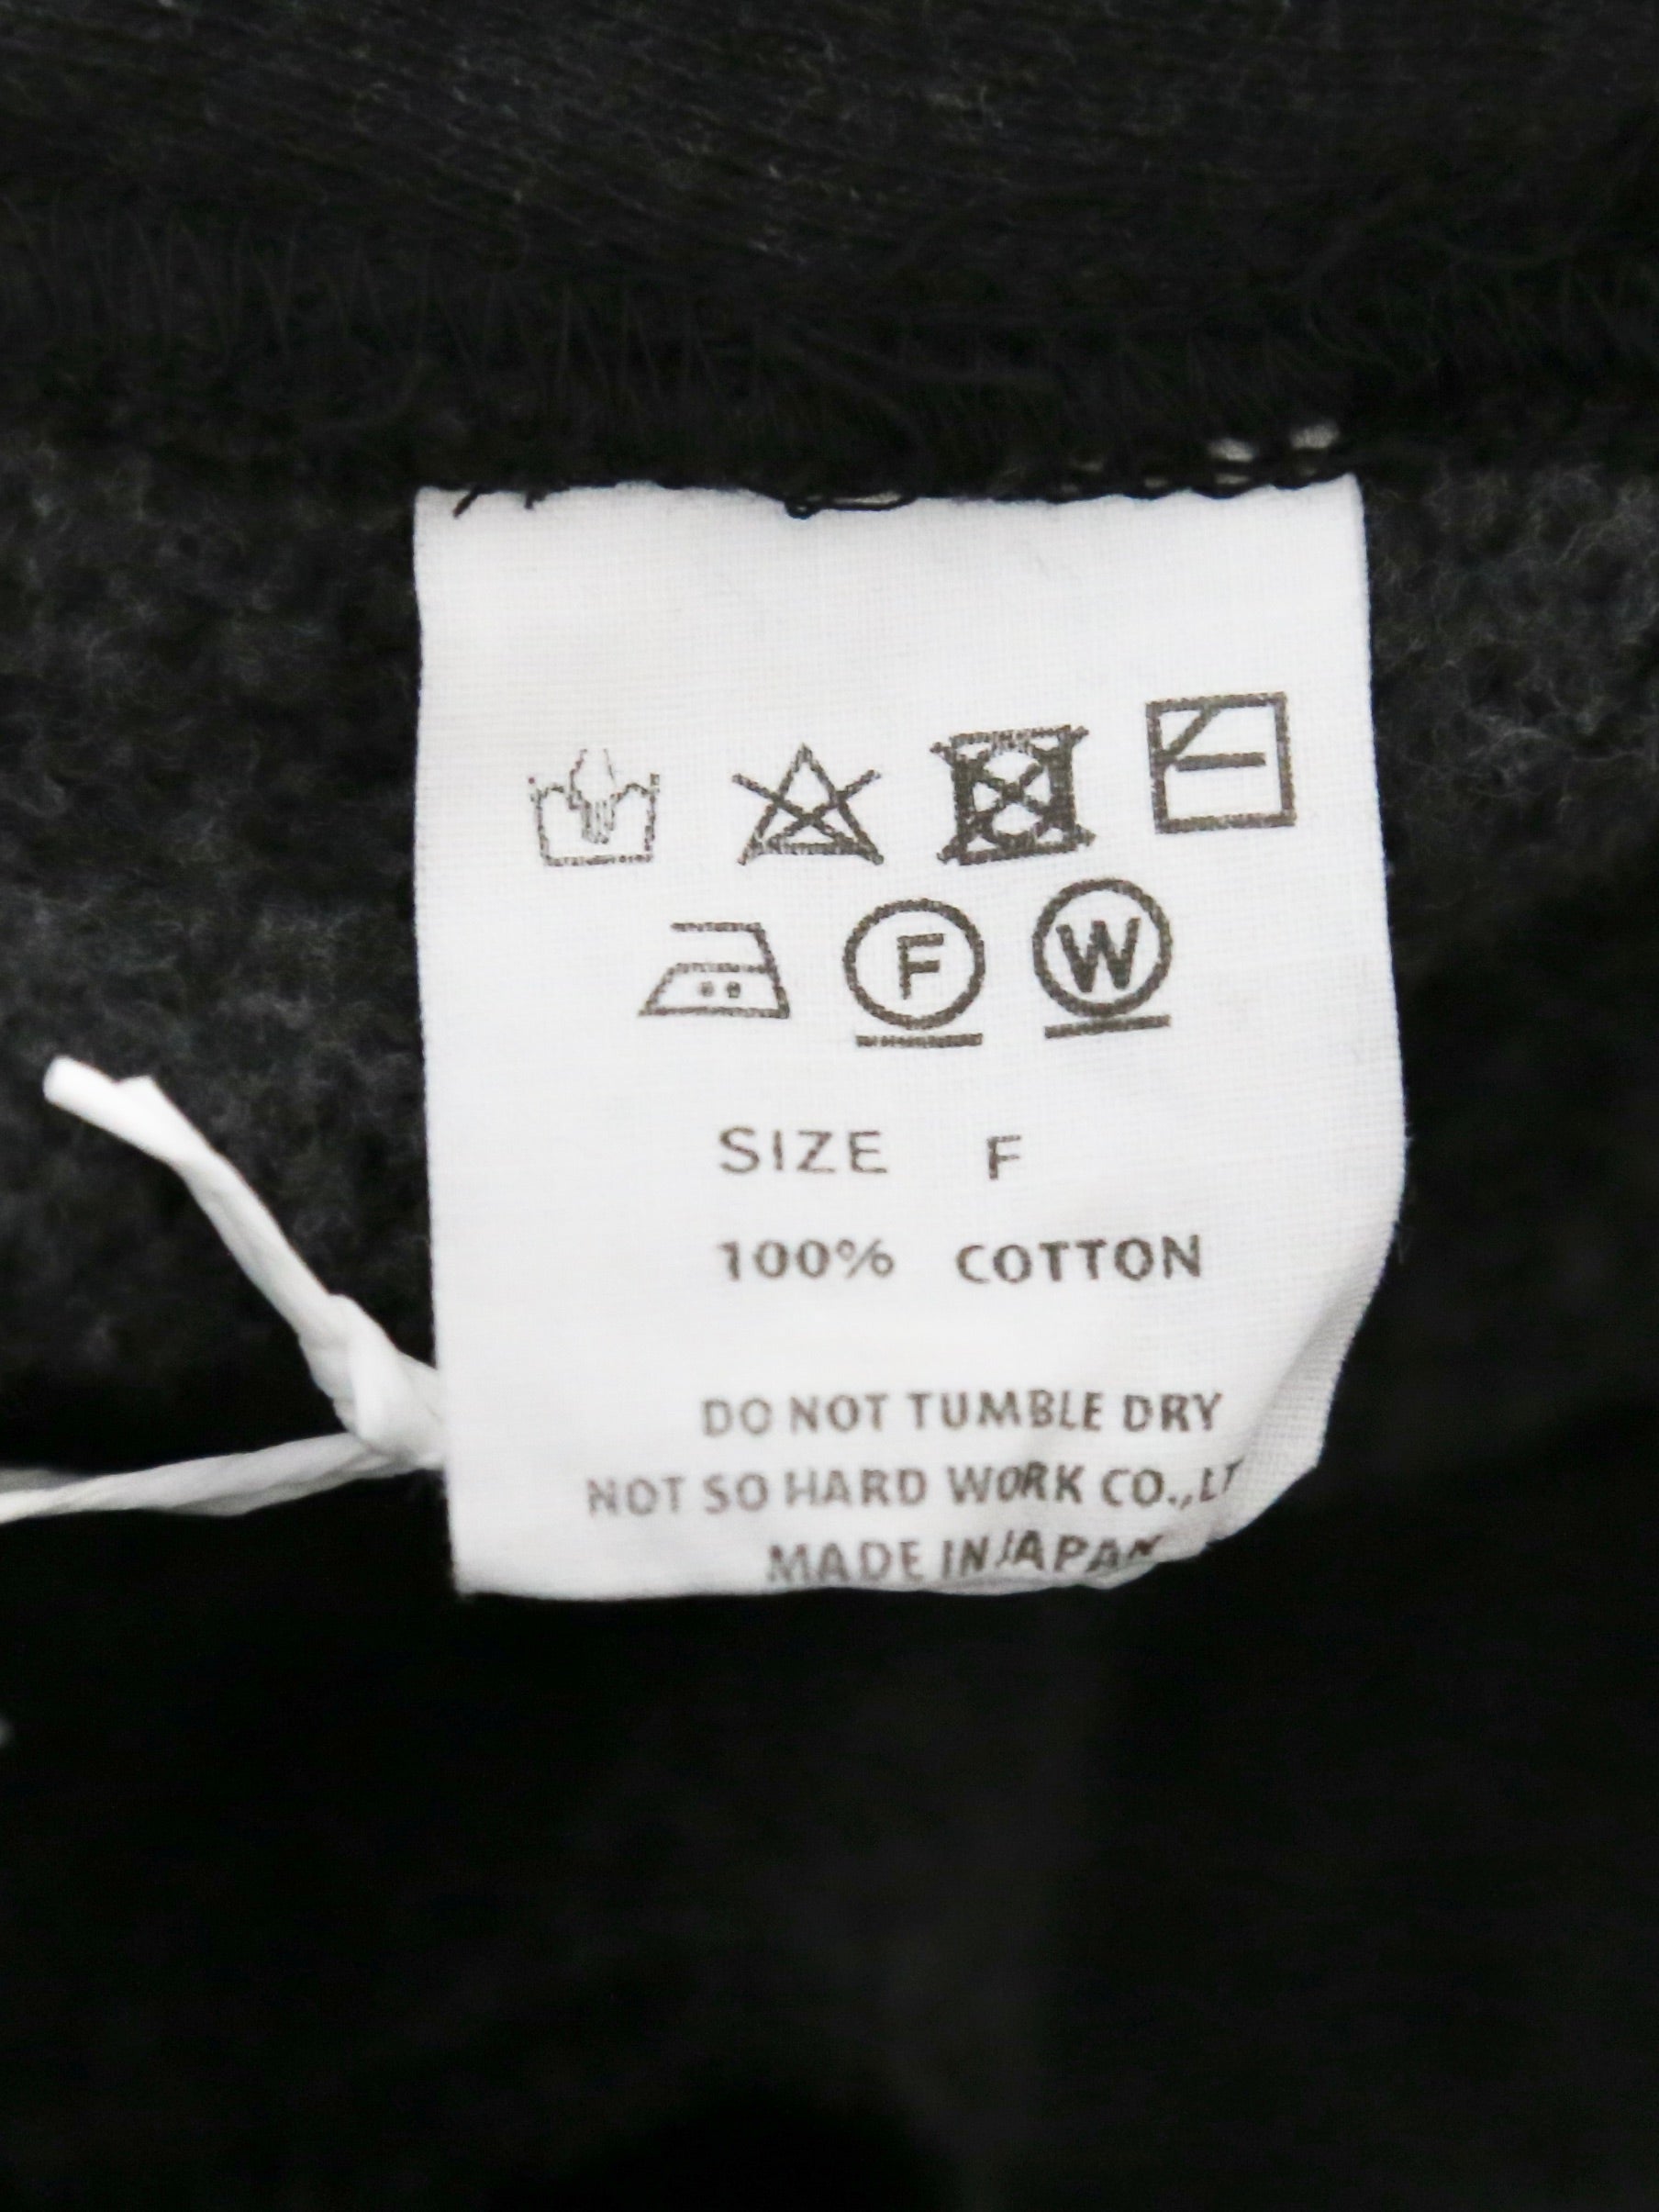 F W
SIZE F
100% COTTON
DO NOT TUMBLE DRY
NOT SO HARD WORK CO.,LT
MADE IN JAPAN